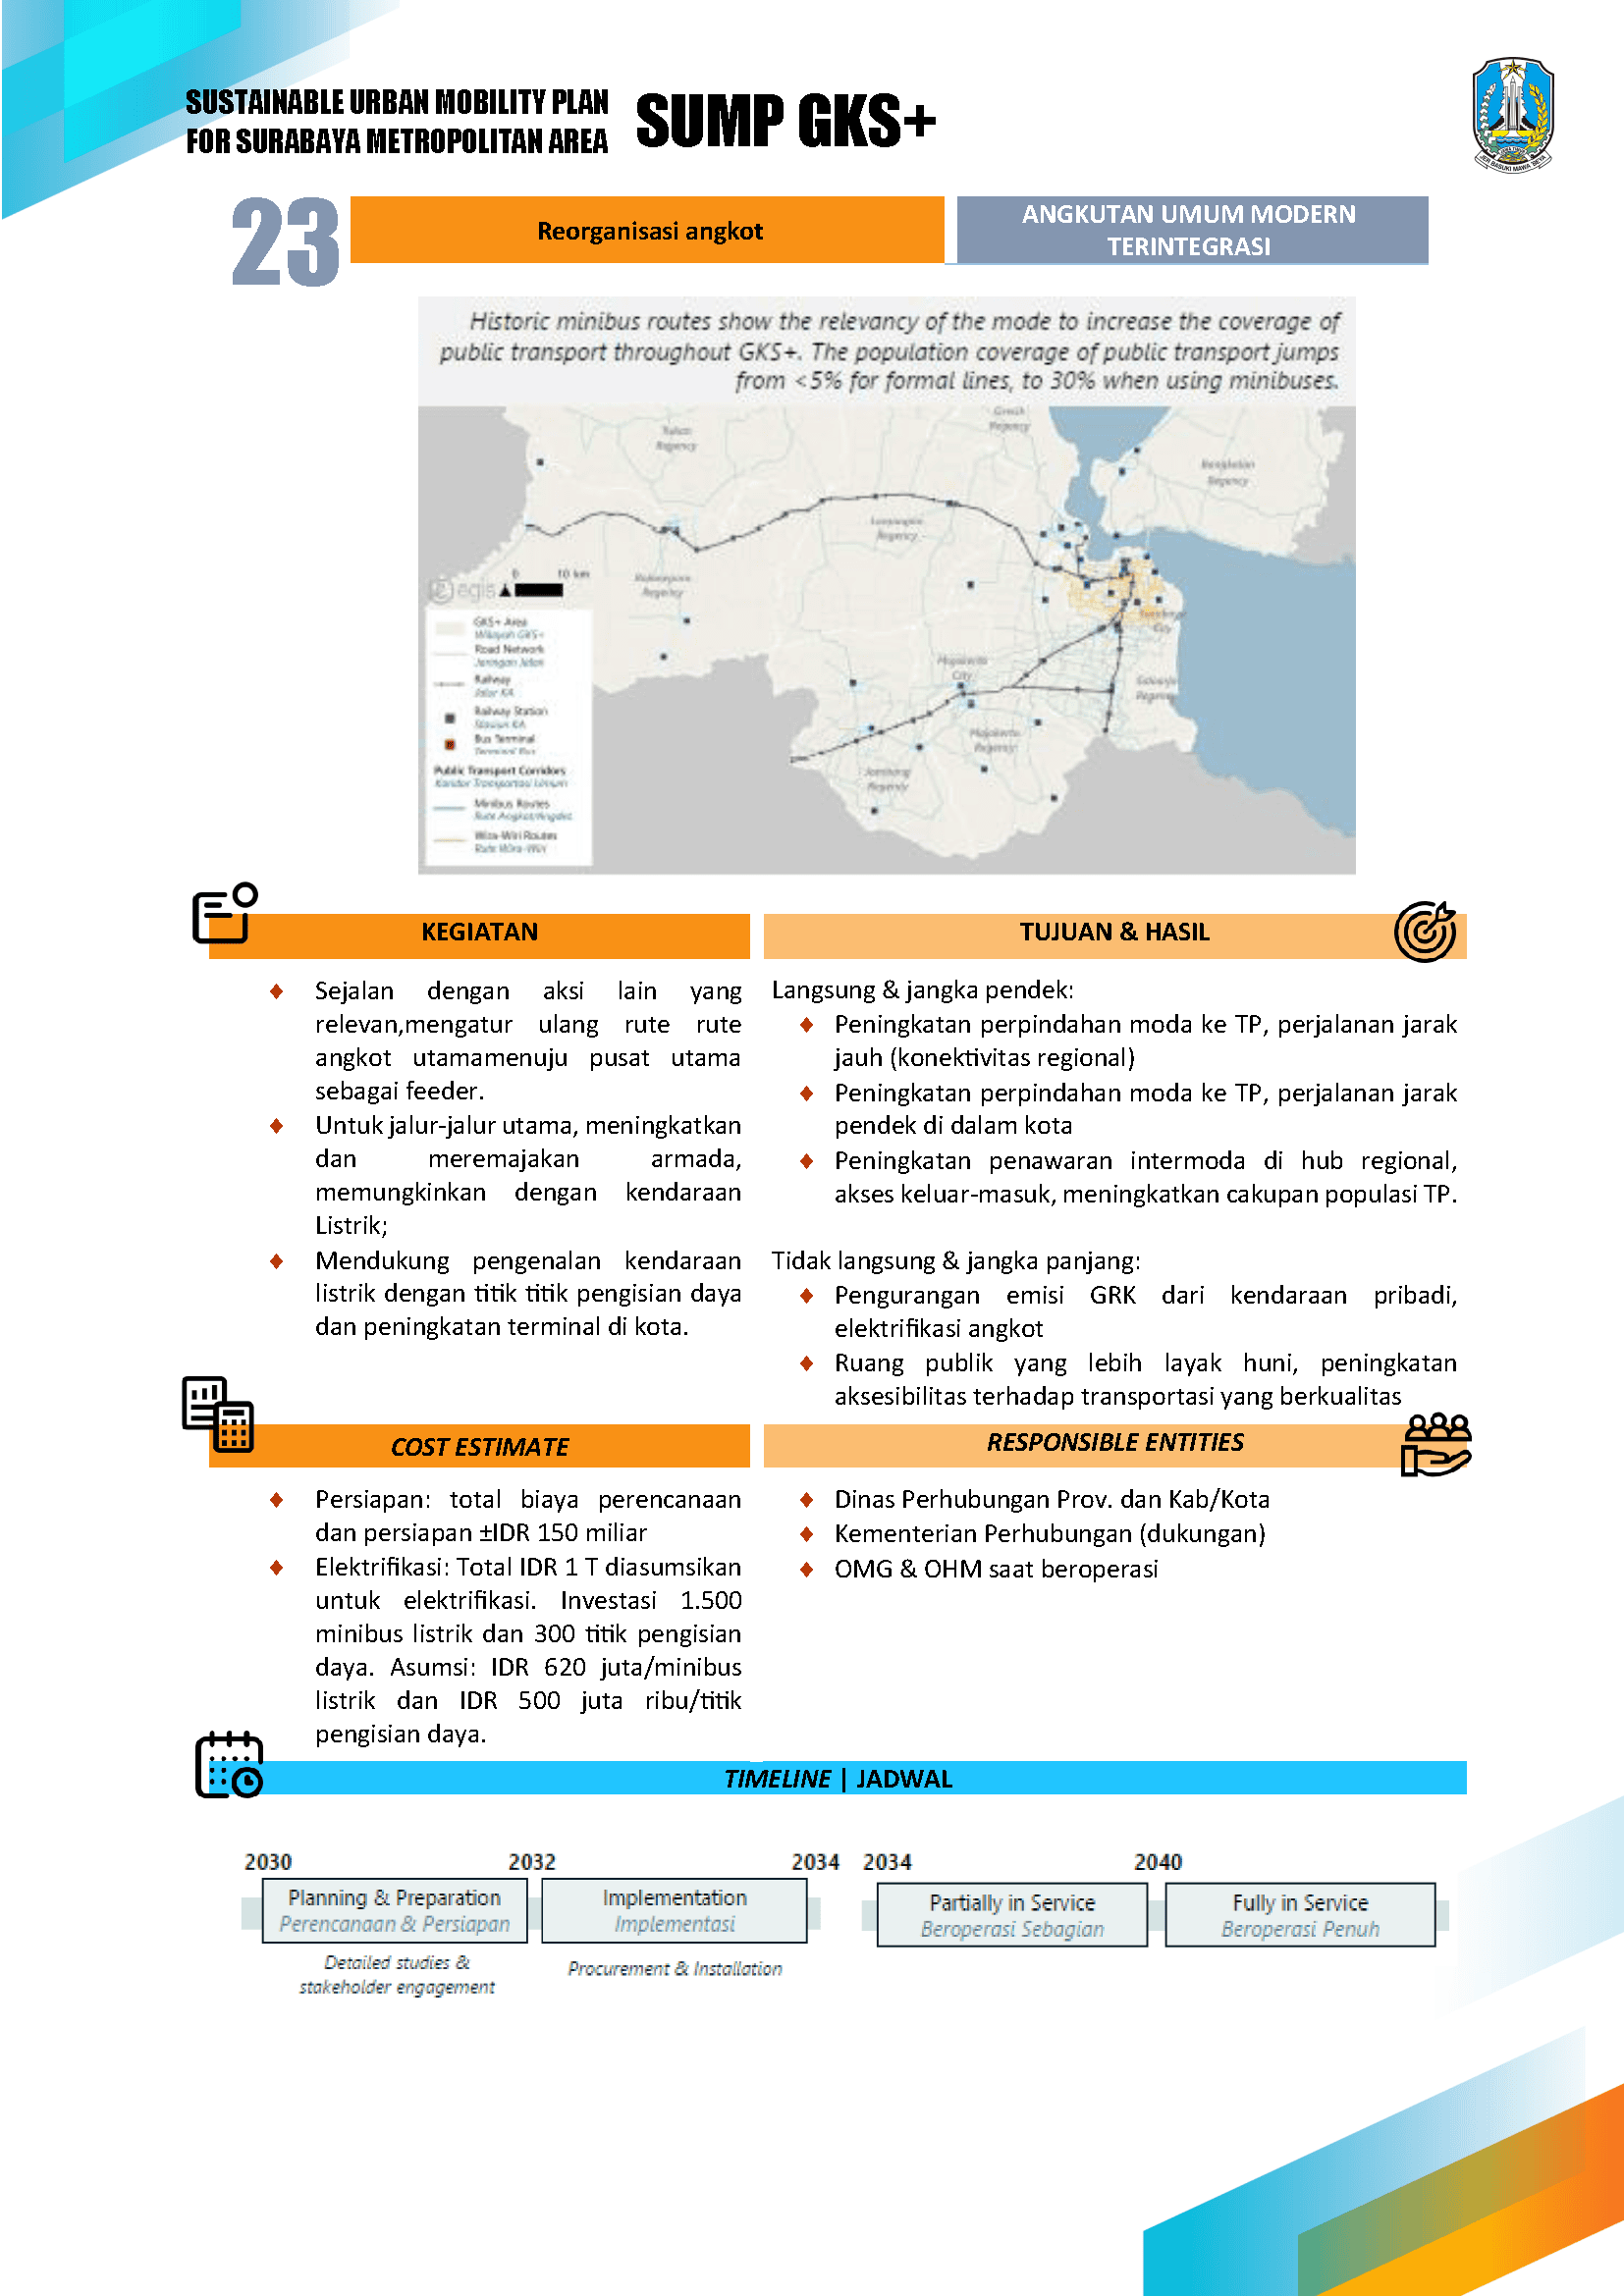 SUSTAINABLE URBAN MOBILITY PLAN
FOR SURABAYA METROPOLITAN AREA
SUMP GKS+
JER BASUKI MAWA BEYA
23
Reorganisasi angkot
ANGKUTAN UMUM MODERN
TERINTEGRASI
Historic minibus routes show the relevancy of the mode to increase the coverage of
public transport throughout GKS+. The population coverage of public transport jumps
from <5% for formal lines, to 30% when using minibuses.
Tuban
Regency
Gresik
Regency
Bangkalan
Regency
Lamongan
Regency
Bojonegoro
Regency
Surabaya
City
Mojokerto
City
Sidoarjo
Regency
Mojokerto
Regency
Jombang
Regency
egis
0 10 km
GKS+ Area
Wilayah GKS+
Road Network
Jaringan Jalan
Railway
Jalur KA
Railway Station
Stasiun KA
Bus Terminal
Terminal Bus
Public Transport Corridors
Koridor Transportasi Umum
Minibus Routes
Rute Angkot/Angdes
Wira-Wiri Routes
Rute Wira-Wiri
KEGIATAN
♦ Sejalan dengan aksi lain yang
relevan,mengatur ulang rute rute
angkot utamamenuju pusat utama
sebagai feeder.
♦ Untuk jalur-jalur utama, meningkatkan
dan meremajakan armada,
memungkinkan dengan kendaraan
Listrik;
♦ Mendukung pengenalan kendaraan
listrik dengan titik titik pengisian daya
dan peningkatan terminal di kota.
TUJUAN & HASIL
Langsung & jangka pendek:
♦ Peningkatan perpindahan moda ke TP, perjalanan jarak
jauh (konektivitas regional)
♦ Peningkatan perpindahan moda ke TP, perjalanan jarak
pendek di dalam kota
♦ Peningkatan penawaran intermoda di hub regional,
akses keluar-masuk, meningkatkan cakupan populasi TP.
Tidak langsung & jangka panjang:
♦ Pengurangan emisi GRK dari kendaraan pribadi,
elektrifikasi angkot
♦ Ruang publik yang lebih layak huni, peningkatan
aksesibilitas terhadap transportasi yang berkualitas
COST ESTIMATE
♦ Persiapan: total biaya perencanaan
dan persiapan ±IDR 150 miliar
♦ Elektrifikasi: Total IDR 1 T diasumsikan
untuk elektrifikasi. Investasi 1.500
minibus listrik dan 300 titik pengisian
daya. Asumsi: IDR 620 juta/minibus
listrik dan IDR 500 juta ribu/titik
pengisian daya.
RESPONSIBLE ENTITIES
♦ Dinas Perhubungan Prov. dan Kab/Kota
♦ Kementerian Perhubungan (dukungan)
♦ OMG & OHM saat beroperasi
TIMELINE | JADWAL
2030 2032 2034 2034 2040
Planning & Preparation
Perencanaan & Persiapan
Detailed studies &
stakeholder engagement
Implementation
Implementasi
Procurement & Installation
Partially in Service
Beroperasi Sebagian
Fully in Service
Beroperasi Penuh